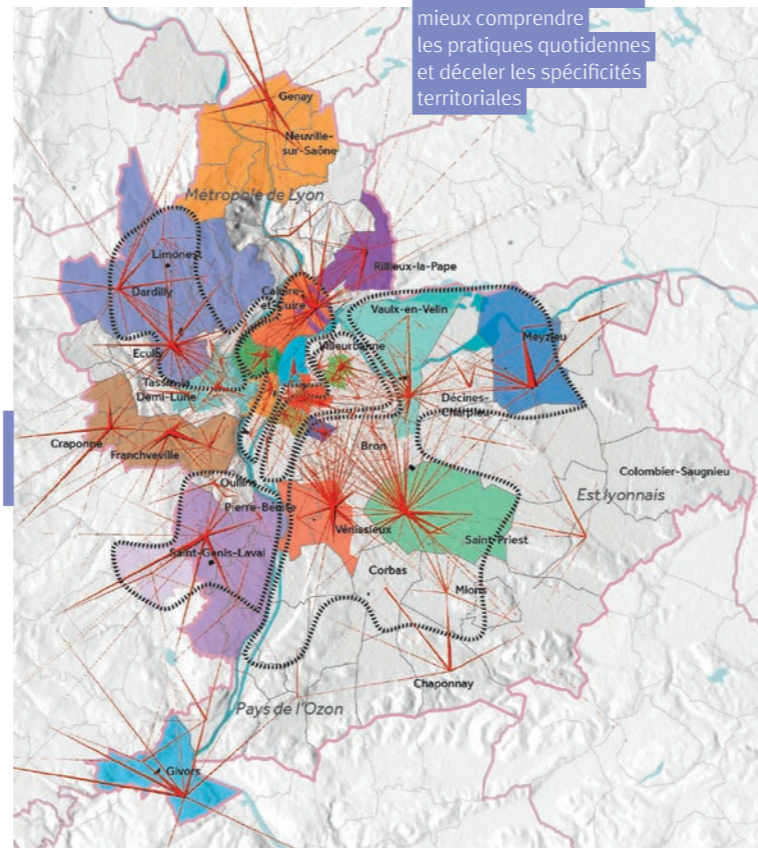 mieux comprendre
les pratiques quotidennes
et déceler les spécificités
territoriales
Genay
Neuville-
sur-Saône
Métropole de Lyon
Limonest
Rillieux-la-Pape
Dardilly
Caluire-
et-Cuire
Vaulx-en-Velin
Meyzieu
Villeurbanne
Ecully
Tassin-la-
Demi-Lune
Décines-
Charpieu
Craponne
Bron
Franchveville
Colombier-Saugnieu
Oullins
Est lyonnais
Pierre-Bénite
Vénissieux
Saint-Priest
Saint-Genis-Laval
Corbas
Mions
Chaponnay
Pays de l'Ozon
Givors